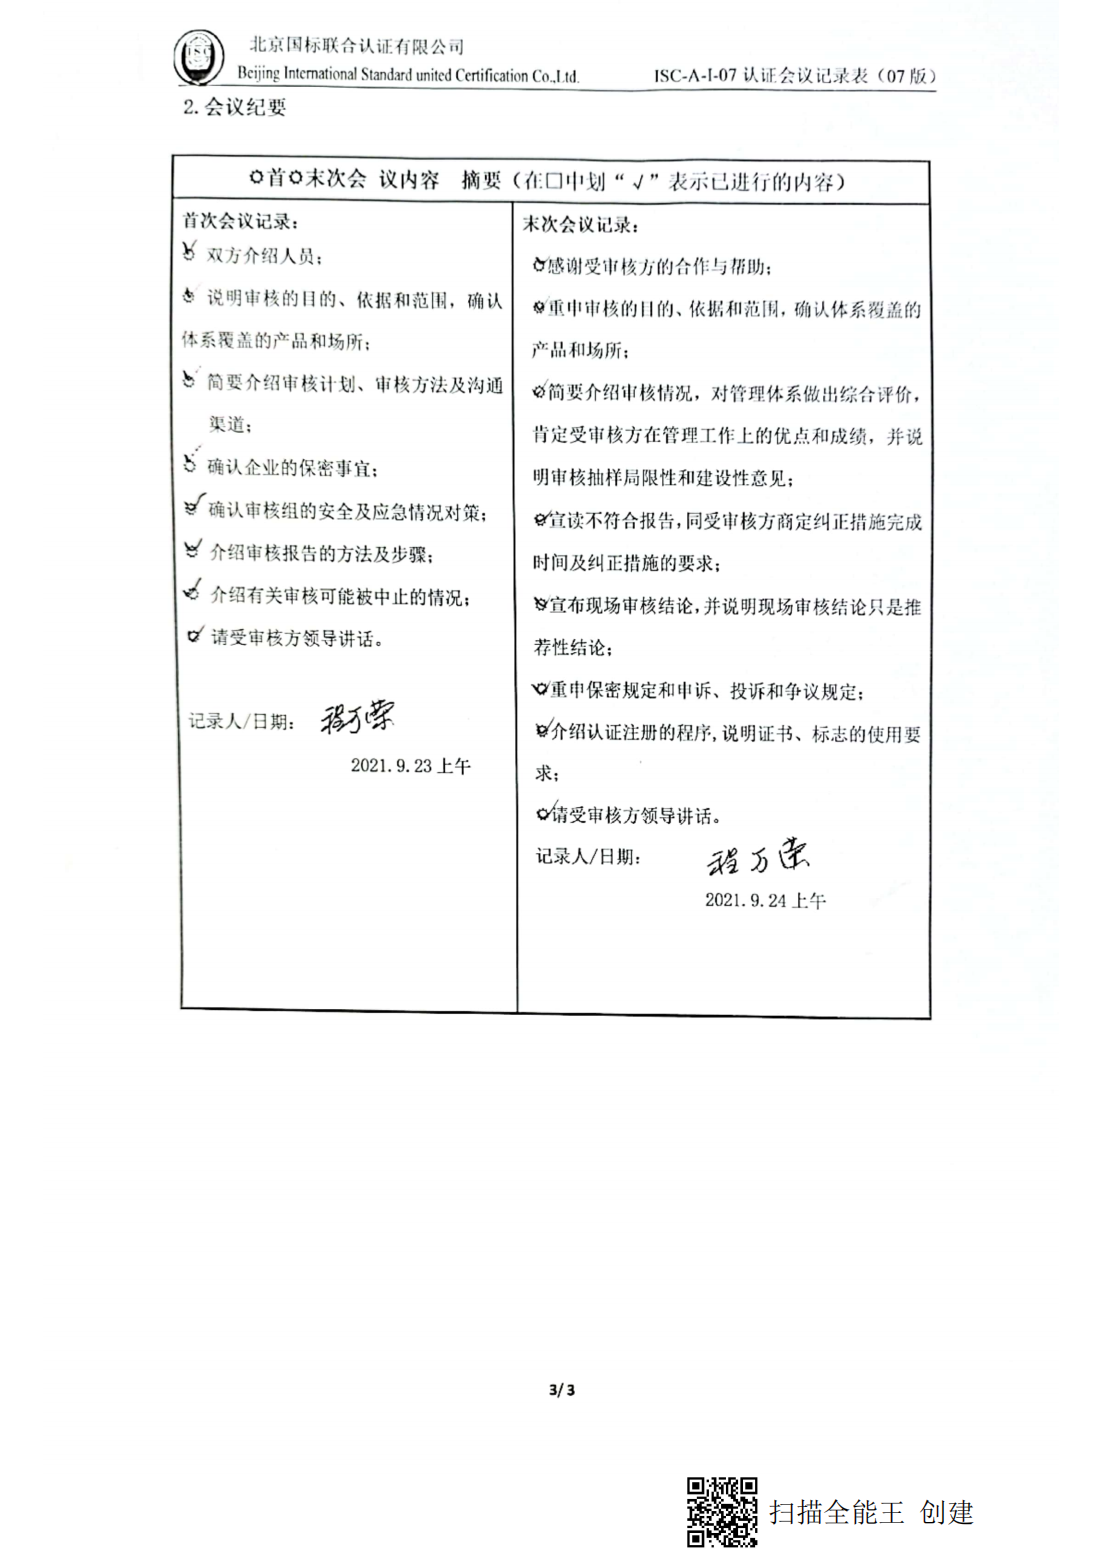 北京国标联合认证有限公司
Beijing International Standard united Certification Co.,Ltd.
ISC-A-I-07 认证会议记录表（07 版）
2. 会议纪要
首 末次会 议内容 摘要（在□中划“√”表示已进行的内容）
首次会议记录：
双方介绍人员；
说明审核的目的、依据和范围，确认
体系覆盖的产品和场所；
简要介绍审核计划、审核方法及沟通
渠道；
确认企业的保密事宜；
确认审核组的安全及应急情况对策；
介绍审核报告的方法及步骤；
介绍有关审核可能被中止的情况；
请受审核方领导讲话。
记录人/日期： 程万荣
2021.9.23 上午
末次会议记录：
感谢受审核方的合作与帮助；
重申审核的目的、依据和范围，确认体系覆盖的
产品和场所；
简要介绍审核情况，对管理体系做出综合评价，
肯定受审核方在管理工作上的优点和成绩，并说
明审核抽样局限性和建设性意见；
宣读不符合报告，同受审核方商定纠正措施完成
时间及纠正措施的要求；
宣布现场审核结论，并说明现场审核结论只是推
荐性结论；
重申保密规定和申诉、投诉和争议规定；
介绍认证注册的程序，说明证书、标志的使用要
求；
请受审核方领导讲话。
记录人/日期： 程万荣
2021.9.24 上午
3/3
扫描全能王 创建